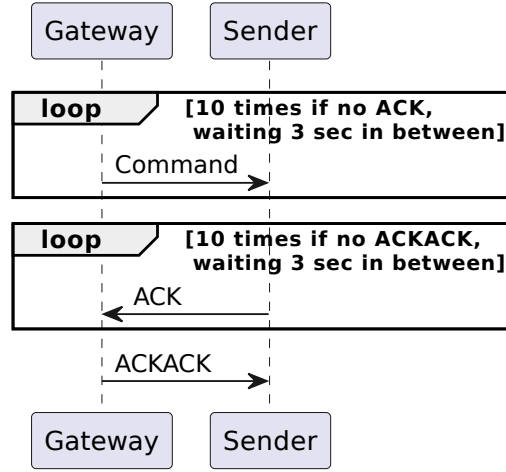 Gateway Sender
loop [10 times if no ACK,
waiting 3 sec in between]
Command
loop [10 times if no ACKACK,
waiting 3 sec in between]
ACK
ACKACK
Gateway Sender